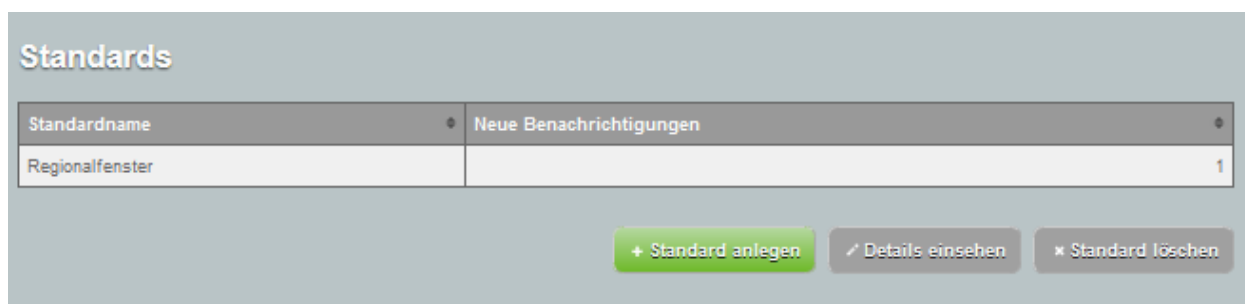 Standards
Standardname Neue Benachrichtigungen
Regionalfenster 1
+ Standard anlegen Details einsehen × Standard löschen